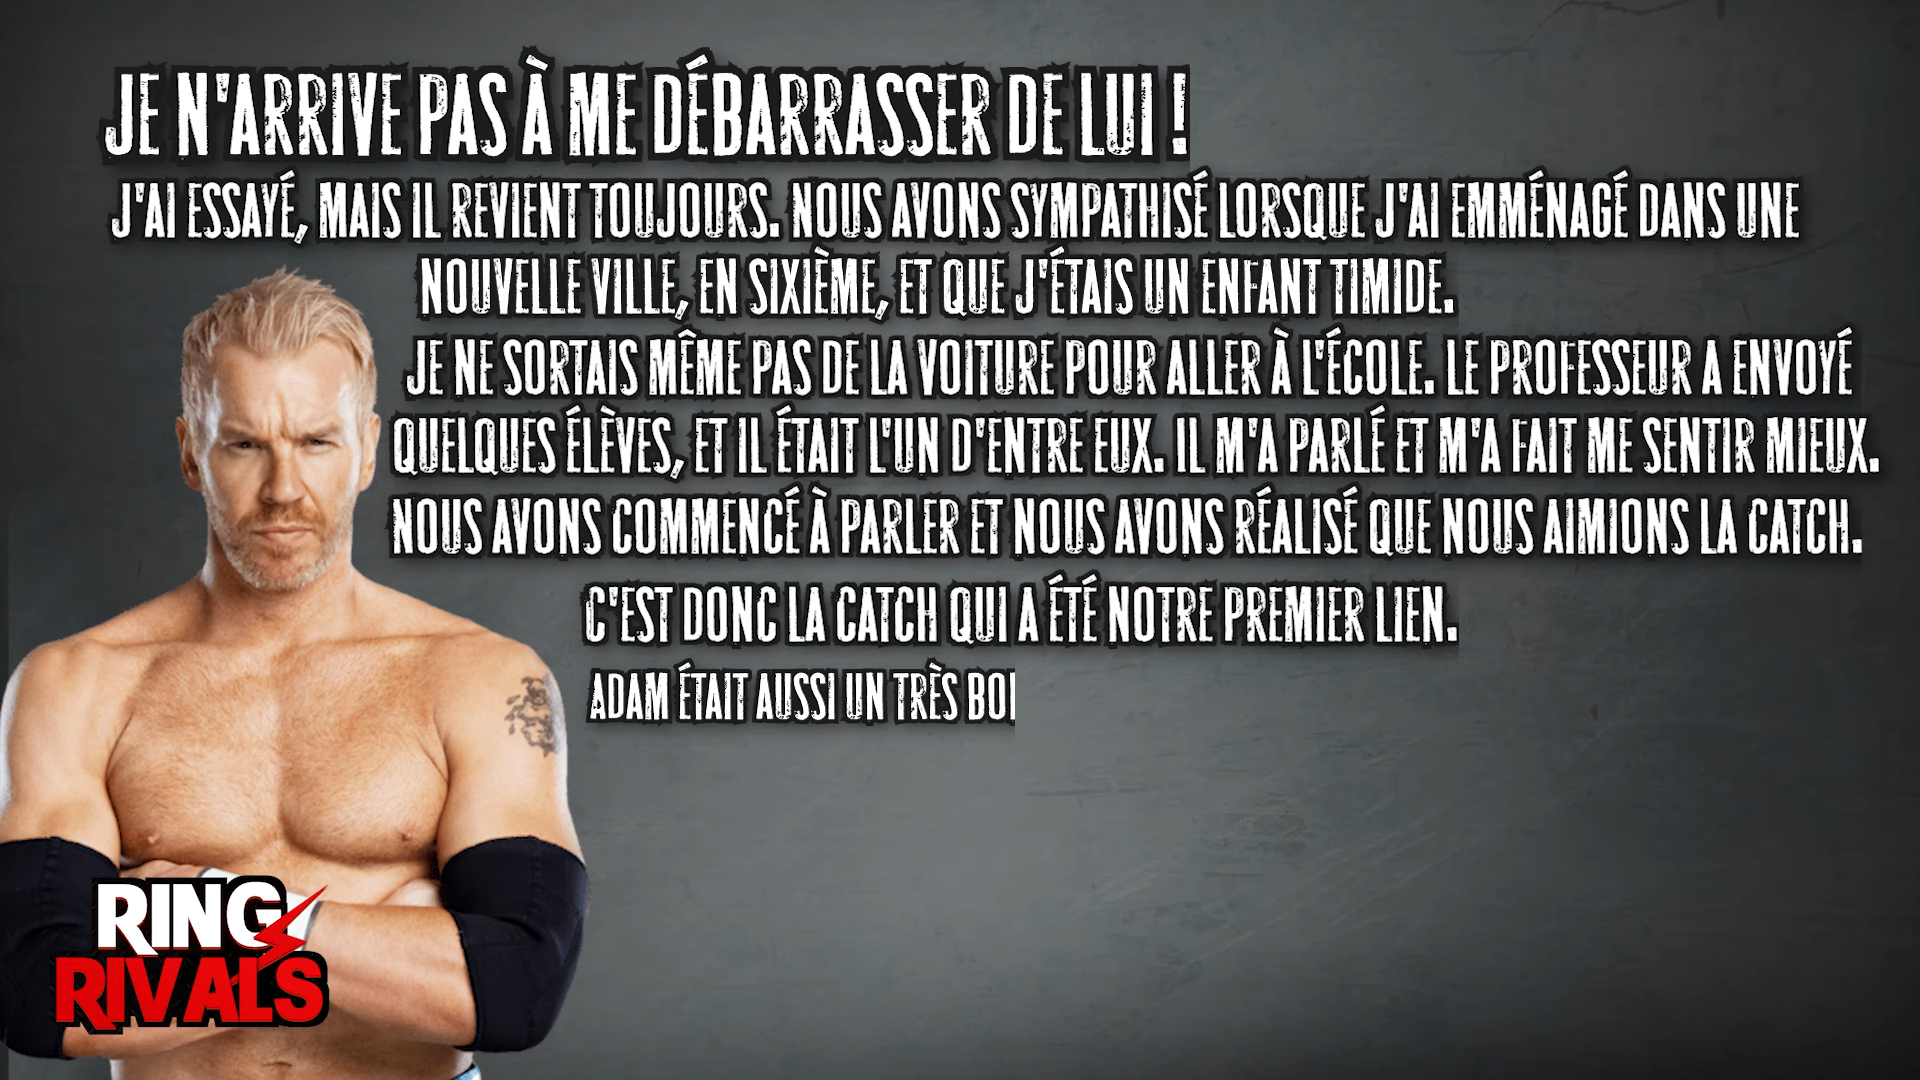 JE N'ARRIVE PAS À ME DÉBARRASSER DE LUI !
J'AI ESSAYÉ, MAIS IL REVIENT TOUJOURS. NOUS AVONS SYMPATHISÉ LORSQUE J'AI EMMÉNAGÉ DANS UNE
NOUVELLE VILLE, EN SIXIÈME, ET QUE J'ÉTAIS UN ENFANT TIMIDE.
JE NE SORTAIS MÊME PAS DE LA VOITURE POUR ALLER À L'ÉCOLE. LE PROFESSEUR A ENVOYÉ
QUELQUES ÉLÈVES, ET IL ÉTAIT L'UN D'ENTRE EUX. IL M'A PARLÉ ET M'A FAIT ME SENTIR MIEUX.
NOUS AVONS COMMENCÉ À PARLER ET NOUS AVONS RÉALISÉ QUE NOUS AIMIONS LA CATCH.
C'EST DONC LA CATCH QUI A ÉTÉ NOTRE PREMIER LIEN.
ADAM ÉTAIT AUSSI UN TRÈS
RING
RIVALS